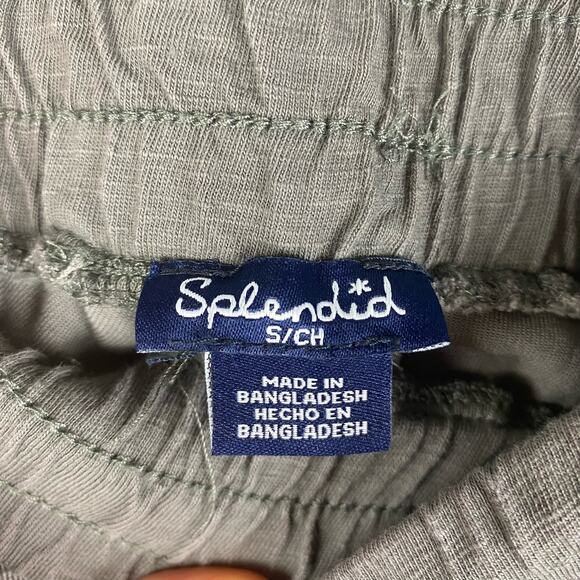 Splendid
S/CH
MADE IN
BANGLADESH
HECHO EN
BANGLADESH